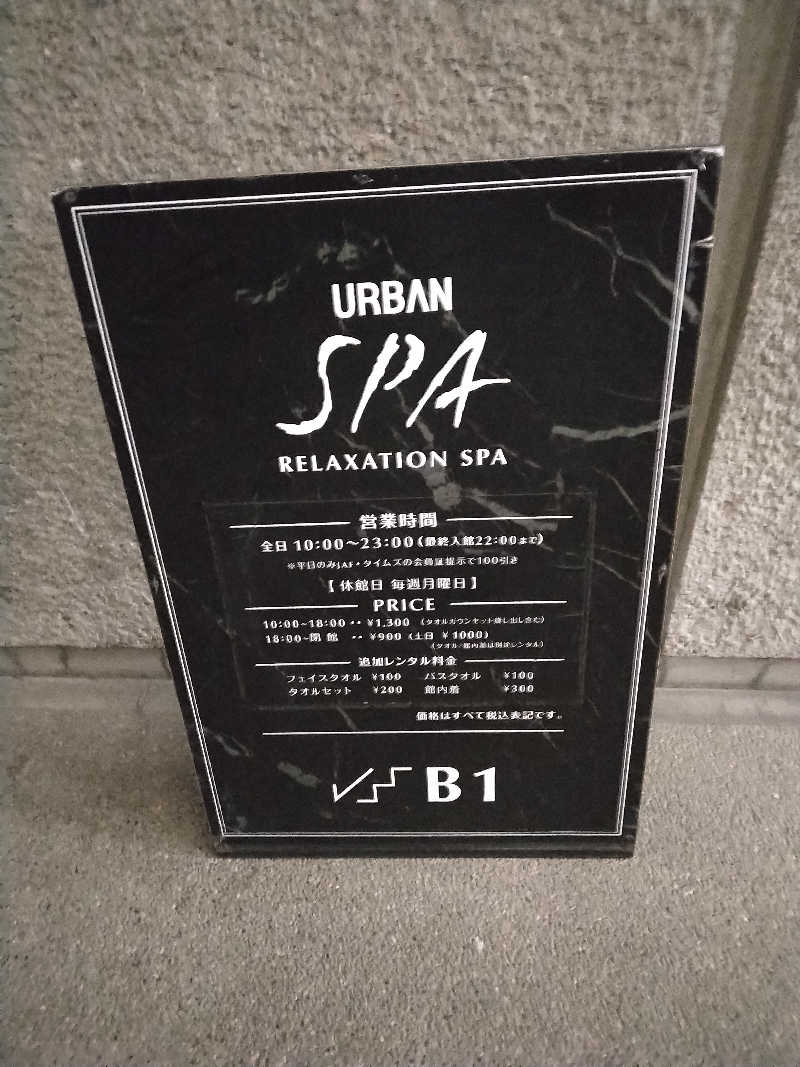 URBAN
SPA
RELAXATION SPA
営業時間
全日 10:00〜23:00(最終入館22:00まで)
※平日のみJAF・タイムズの会員証提示で100引き
【休館日 毎週月曜日】
PRICE
10:00~18:00 ・・ ¥1,300 (タオルガウンセット貸し出し含む)
18:00~閉館 ・・ ¥900 (土日 ¥1000)
(タオル/館内着は別途レンタル)
追加レンタル料金
フェイスタオル ¥100 バスタオル ¥100
タオルセット ¥200 館内着 ¥300
価格はすべて税込表記です。
B1